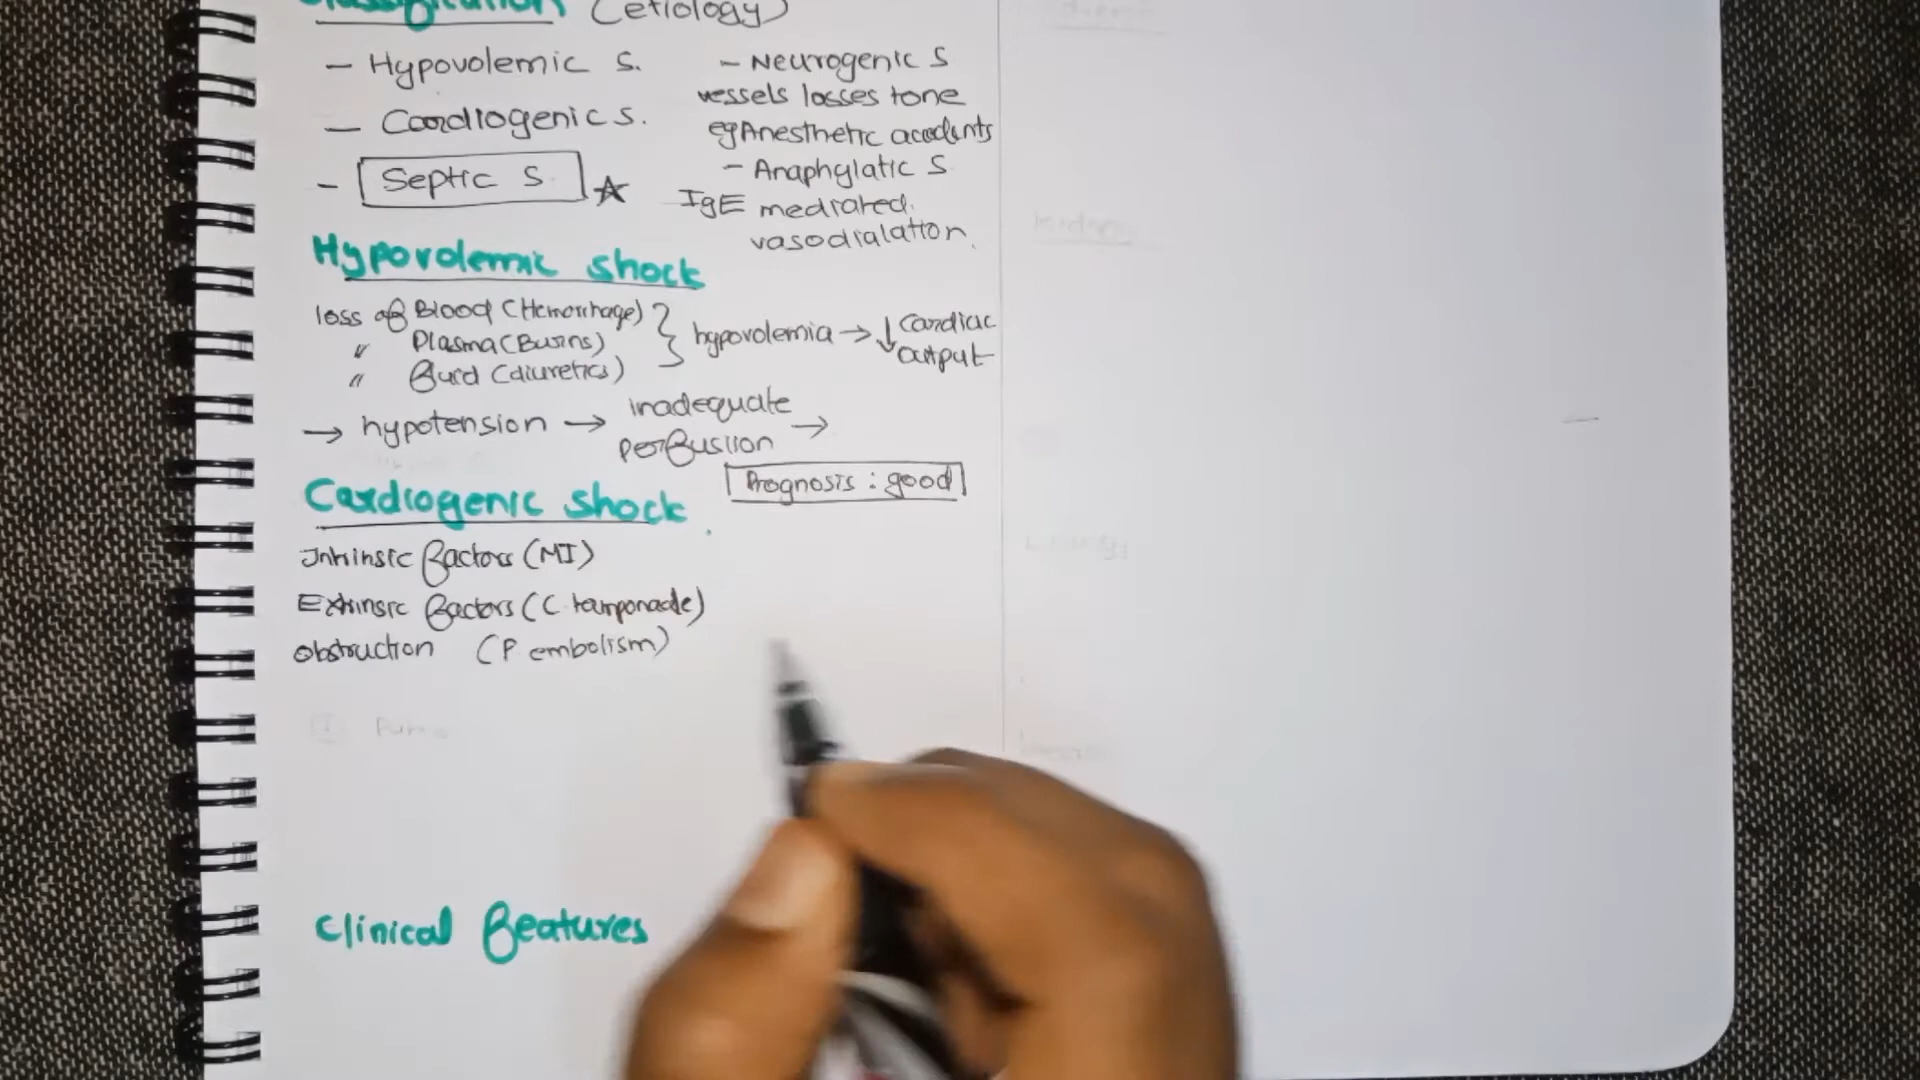 Classification (etiology)
- Hypovolemic S.
- Cardiogenic S.
- Septic S. ☆
- Neurogenic S
vessels losses tone
eg Anesthetic accidents
- Anaphylatic S
IgE mediated
vasodialation.
Hypovolemic shock
loss of Blood (Hemorrhage)
" Plasma (Burns)
" fluid (diuretics)
} hypovolemia → ↓ cardiac
output
→ hypotension → inadequate
perfusion →
Prognosis : good
Cardiogenic shock
Intrinsic factors (MI)
Extrinsic factors (C. tamponade)
Obstruction (P embolism)
Clinical features